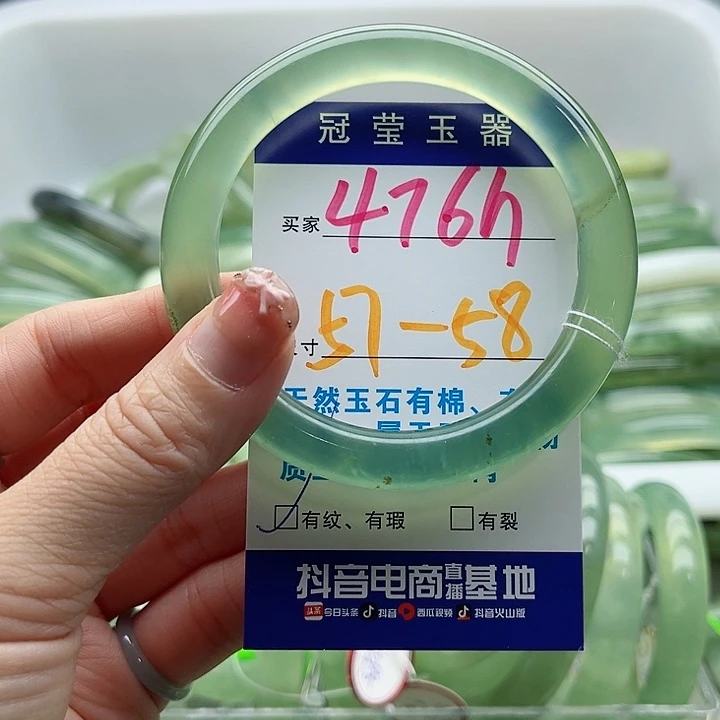 冠莹玉器
买家 476h
寸 57-58
天然玉石有棉、
有纹、有瑕 有裂
抖音电商直播基地
今日头条 抖音 西瓜视频 抖音火山版